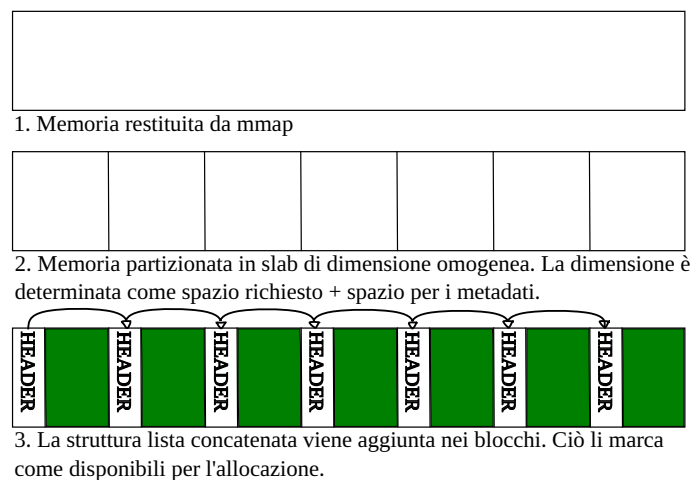 1. Memoria restituita da mmap
2. Memoria partizionata in slab di dimensione omogenea. La dimensione è
determinata come spazio richiesto + spazio per i metadati.
HEADER
HEADER
HEADER
HEADER
HEADER
HEADER
HEADER
3. La struttura lista concatenata viene aggiunta nei blocchi. Ciò li marca
come disponibili per l'allocazione.